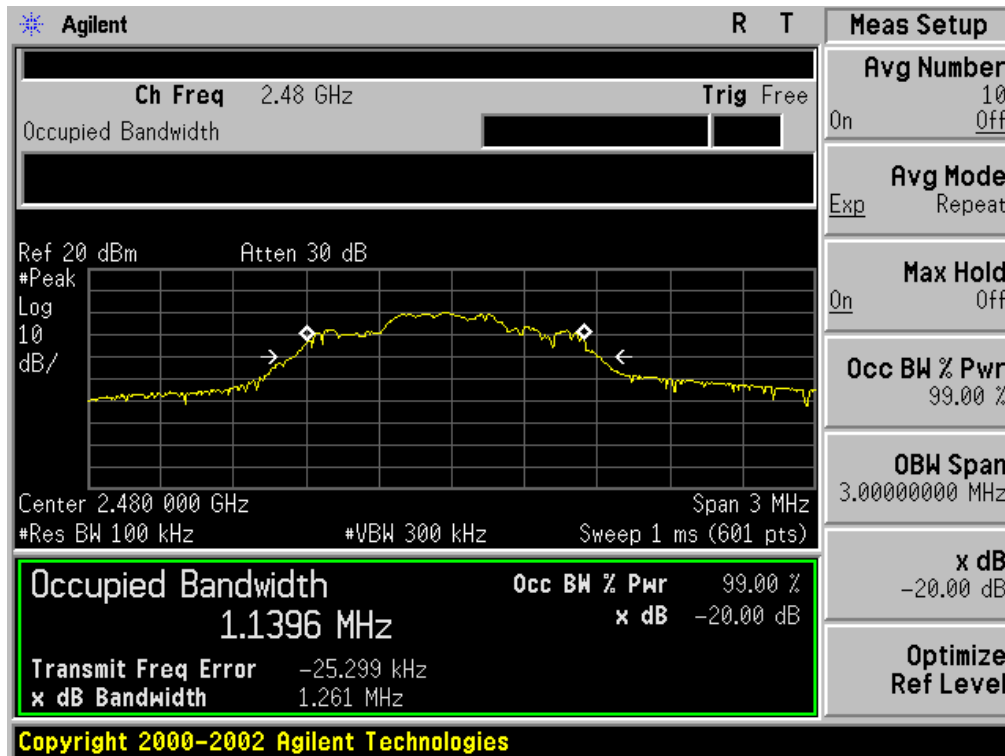 Agilent R T
Ch Freq 2.48 GHz Trig Free
Occupied Bandwidth
Ref 20 dBm Atten 30 dB
#Peak
Log
10
dB/
Center 2.480 000 GHz Span 3 MHz
#Res BW 100 kHz #VBW 300 kHz Sweep 1 ms (601 pts)
Occupied Bandwidth
1.1396 MHz
Occ BW % Pwr 99.00 %
x dB -20.00 dB
Transmit Freq Error -25.299 kHz
x dB Bandwidth 1.261 MHz
Copyright 2000-2002 Agilent Technologies
Meas Setup
Avg Number
10
On Off
Avg Mode
Exp Repeat
Max Hold
On Off
Occ BW % Pwr
99.00 %
OBW Span
3.00000000 MHz
x dB
-20.00 dB
Optimize
Ref Level